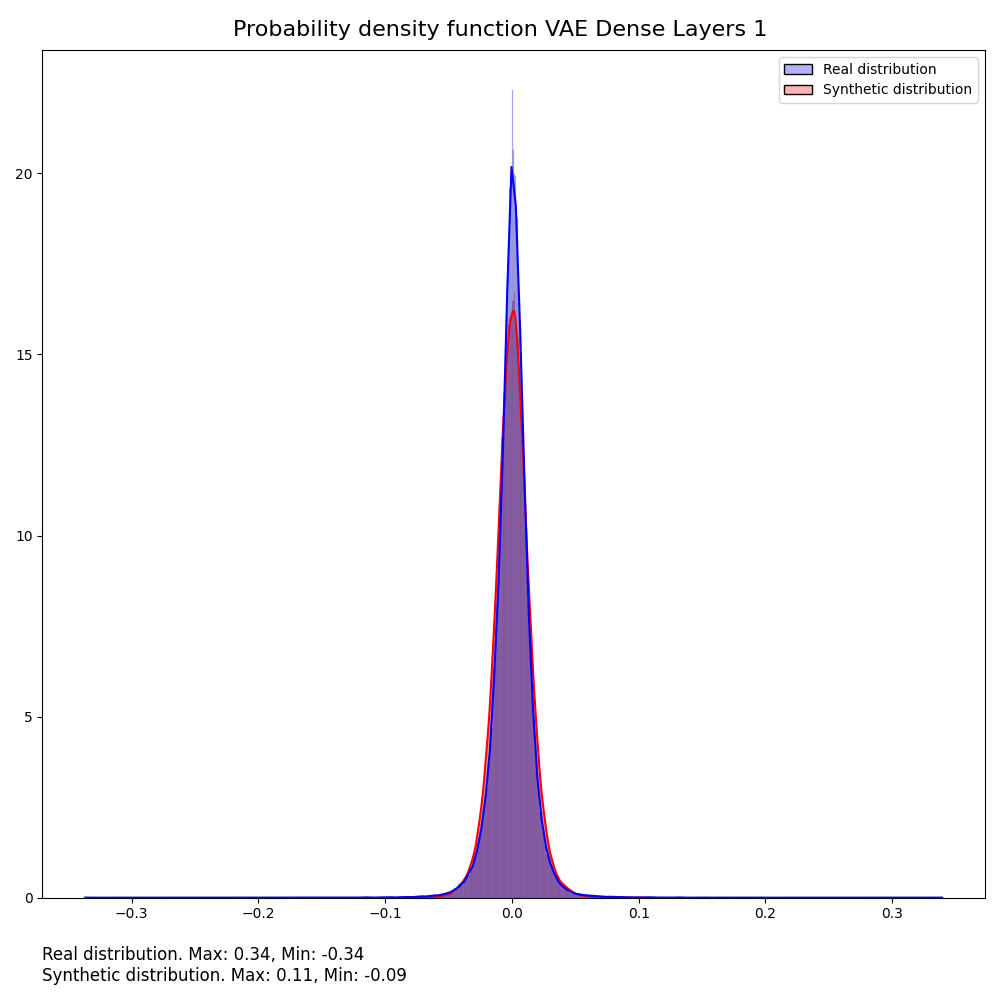 Probability density function VAE Dense Layers 1
Real distribution
Synthetic distribution
20
15
10
5
0
−0.3
−0.2
−0.1
0.0
0.1
0.2
0.3
Real distribution. Max: 0.34, Min: -0.34
Synthetic distribution. Max: 0.11, Min: -0.09